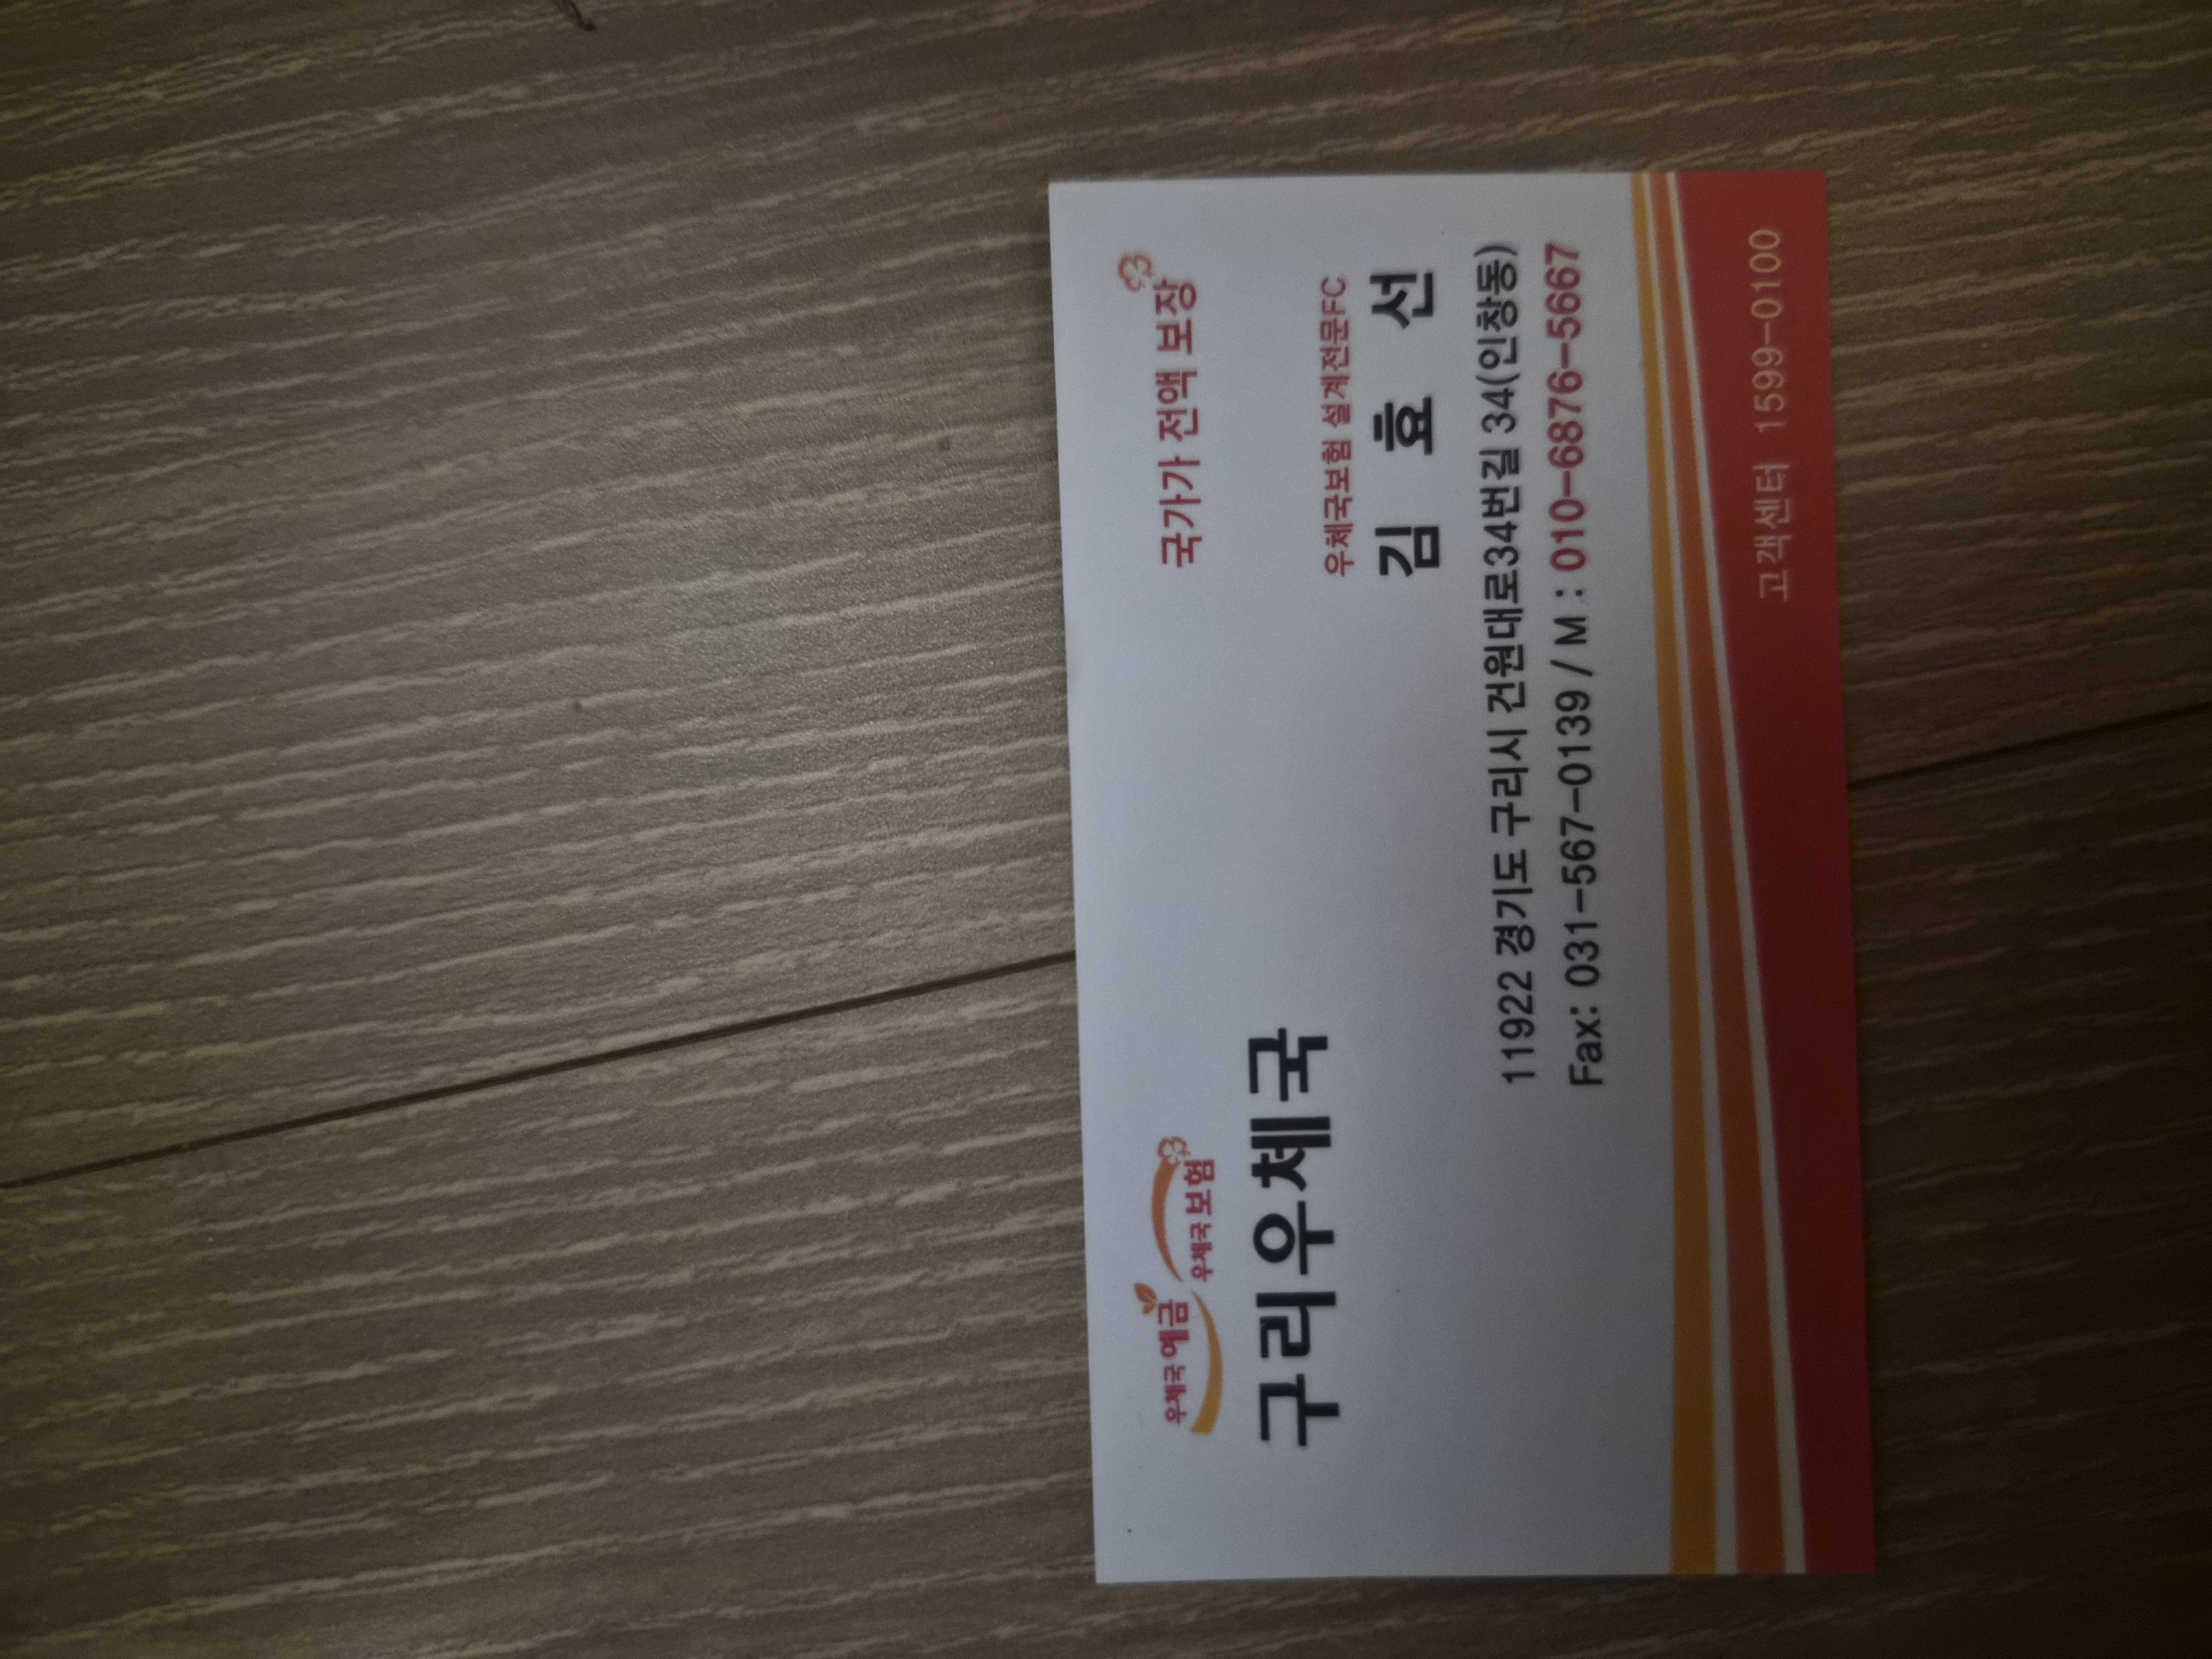 우체국예금
우체국보험
국가가 전액 보장
구리우체국
우체국보험 설계전문FC
김 효 선
11922 경기도 구리시 건원대로34번길 34(인창동)
Fax: 031-567-0139 / M : 010-6876-5667
고객센터 1599-0100